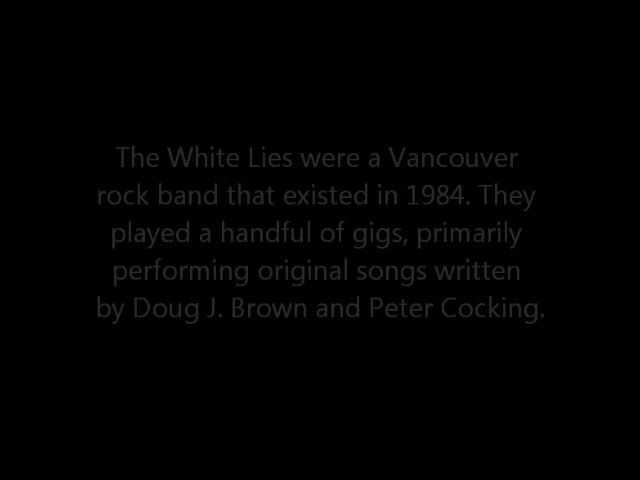 The White Lies were a Vancouver
rock band that existed in 1984. They
played a handful of gigs, primarily
performing original songs written
by Doug J. Brown and Peter Cocking.